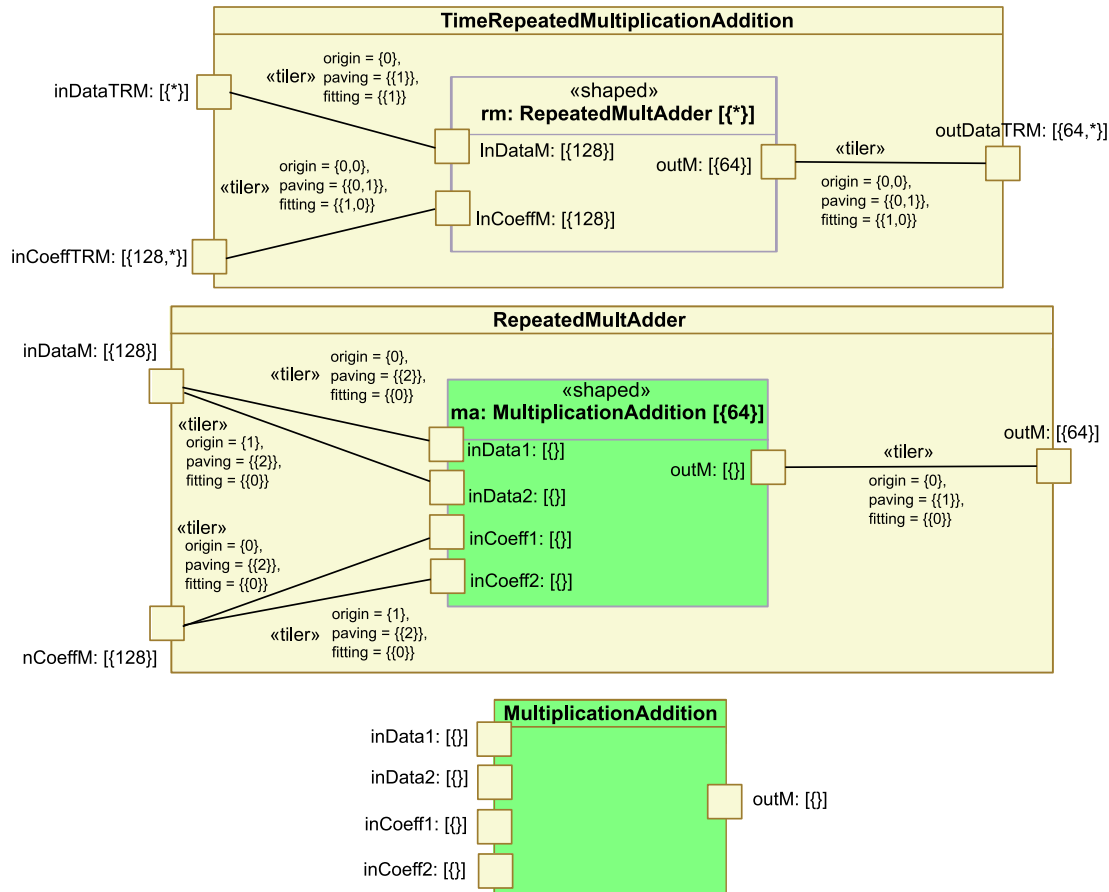 TimeRepeatedMultiplicationAddition
inDataTRM: [{*}]
«tiler»
origin = {0},
paving = {{1}},
fitting = {{1}}
«shaped»
rm: RepeatedMultAdder [{*}]
InDataM: [{128}]
outM: [{64}]
InCoeffM: [{128}]
«tiler»
origin = {0,0},
paving = {{0,1}},
fitting = {{1,0}}
inCoeffTRM: [{128,*}]
outDataTRM: [{64,*}]
«tiler»
origin = {0,0},
paving = {{0,1}},
fitting = {{1,0}}
RepeatedMultAdder
inDataM: [{128}]
«tiler»
origin = {0},
paving = {{2}},
fitting = {{0}}
«tiler»
origin = {1},
paving = {{2}},
fitting = {{0}}
«shaped»
ma: MultiplicationAddition [{64}]
inData1: [{}]
outM: [{}]
inData2: [{}]
inCoeff1: [{}]
inCoeff2: [{}]
«tiler»
origin = {0},
paving = {{2}},
fitting = {{0}}
«tiler»
origin = {1},
paving = {{2}},
fitting = {{0}}
nCoeffM: [{128}]
outM: [{64}]
«tiler»
origin = {0},
paving = {{1}},
fitting = {{0}}
MultiplicationAddition
inData1: [{}]
inData2: [{}]
outM: [{}]
inCoeff1: [{}]
inCoeff2: [{}]